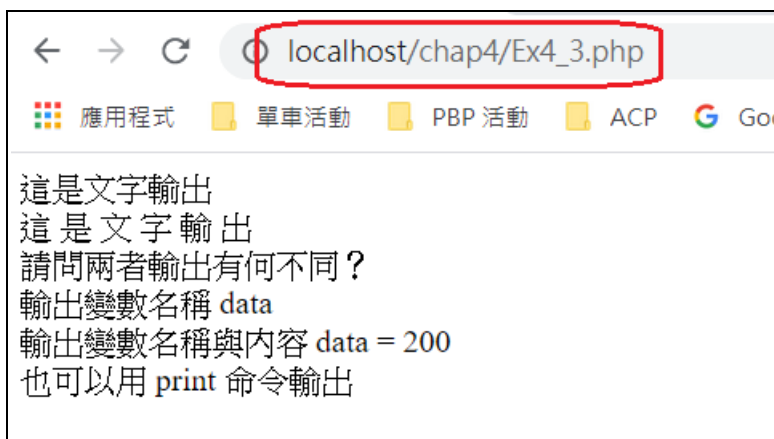 localhost/chap4/Ex4_3.php
應用程式 單車活動 PBP 活動 ACP G Goo
這是文字輸出
這 是 文 字 輸 出
請問兩者輸出有何不同？
輸出變數名稱 data
輸出變數名稱與內容 data = 200
也可以用 print 命令輸出